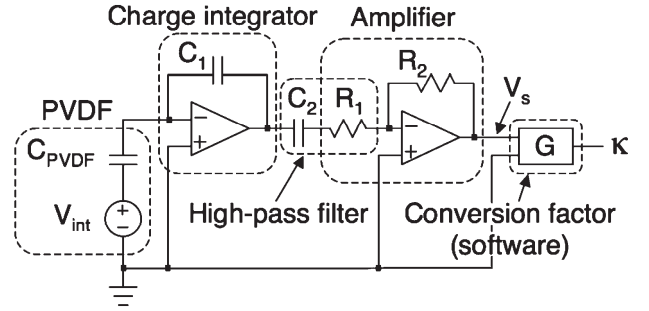 Charge integrator
Amplifier
C1
R2
PVDF
C2
R1
Vs
CPVDF
−
+
−
+
G
κ
Vint
+
−
High-pass filter
Conversion factor
(software)